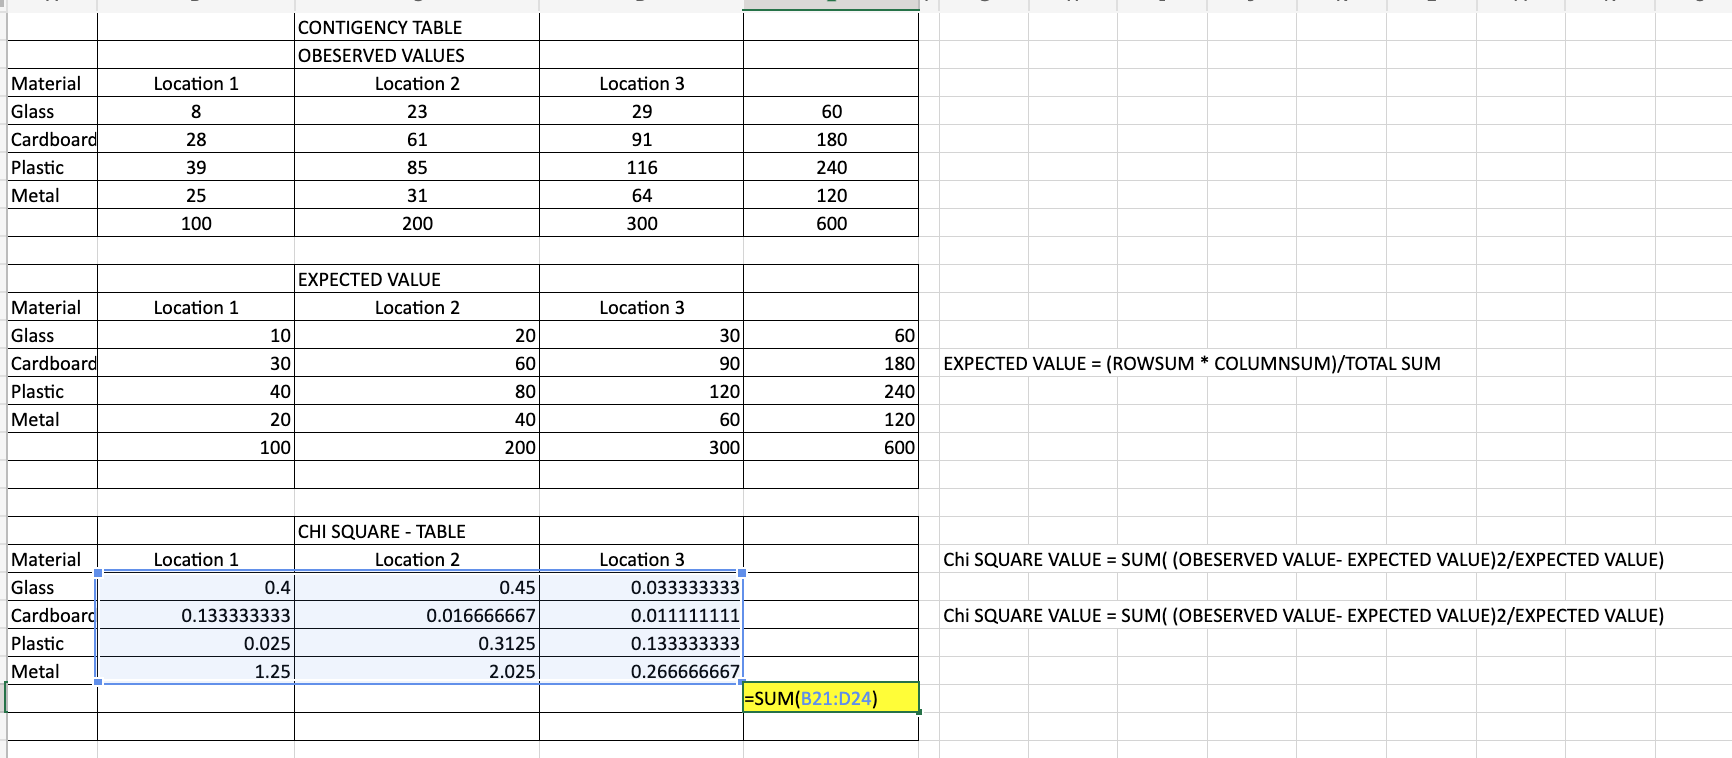 CONTIGENCY TABLE
OBESERVED VALUES
Material Location 1 Location 2 Location 3
Glass 8 23 29 60
Cardboard 28 61 91 180
Plastic 39 85 116 240
Metal 25 31 64 120
100 200 300 600
EXPECTED VALUE
Material Location 1 Location 2 Location 3
Glass 10 20 30 60
Cardboard 30 60 90 180 EXPECTED VALUE = (ROWSUM * COLUMNSUM)/TOTAL SUM
Plastic 40 80 120 240
Metal 20 40 60 120
100 200 300 600
CHI SQUARE - TABLE
Material Location 1 Location 2 Location 3 Chi SQUARE VALUE = SUM( (OBESERVED VALUE- EXPECTED VALUE)2/EXPECTED VALUE)
Glass 0.4 0.45 0.033333333
Cardboard 0.133333333 0.016666667 0.011111111 Chi SQUARE VALUE = SUM( (OBESERVED VALUE- EXPECTED VALUE)2/EXPECTED VALUE)
Plastic 0.025 0.3125 0.133333333
Metal 1.25 2.025 0.266666667
=SUM(B21:D24)